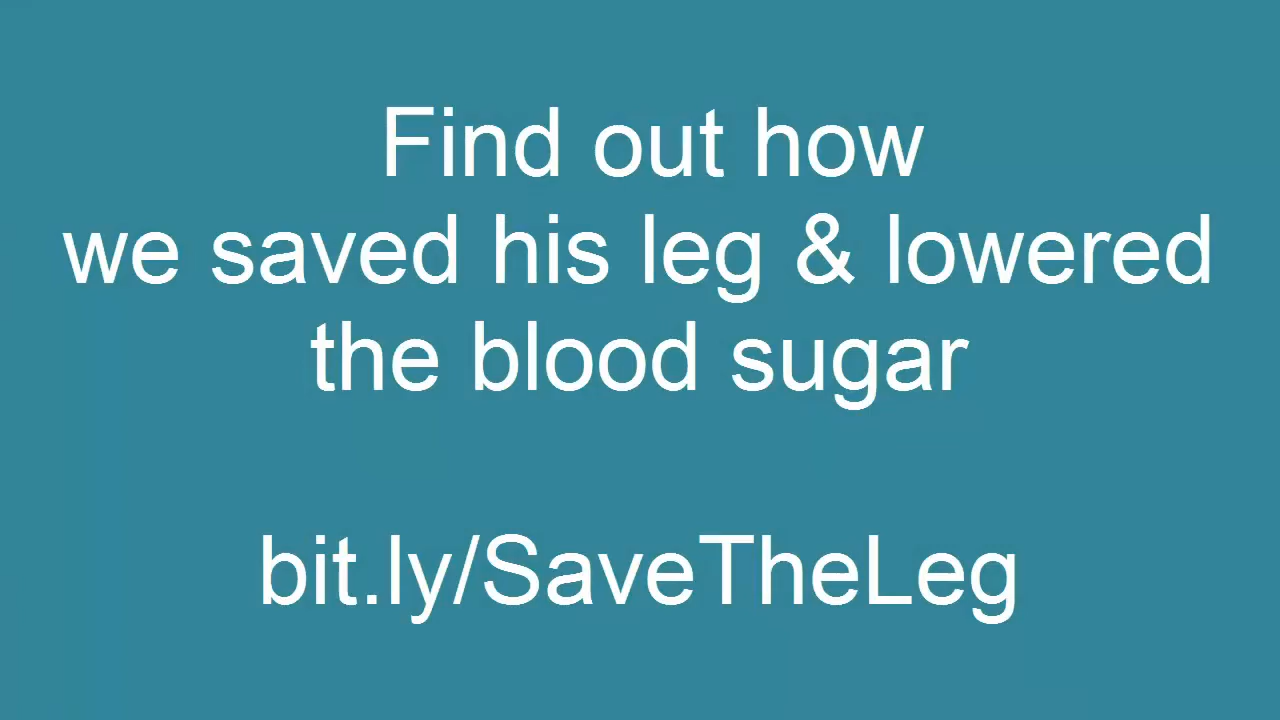 Find out how
we saved his leg & lowered
the blood sugar
bit.ly/SaveTheLeg